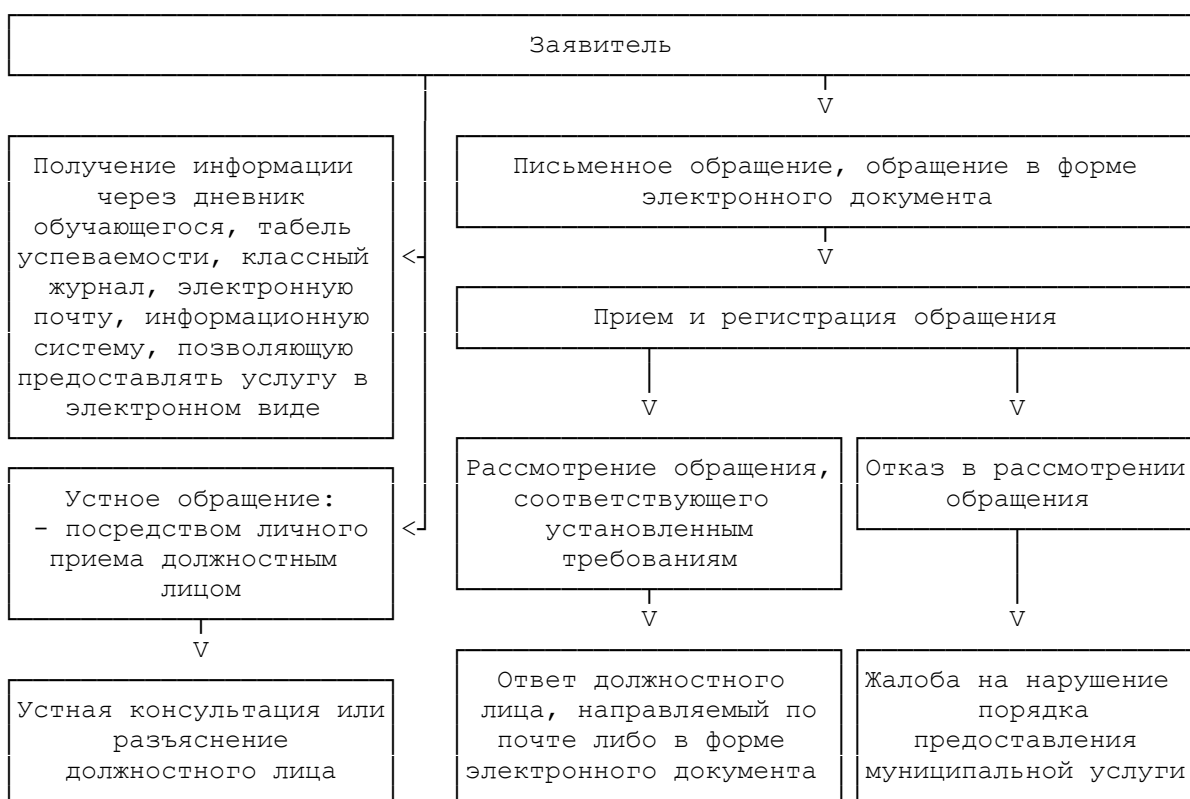 Заявитель
Получение информации
через дневник
обучающегося, табель
успеваемости, классный
журнал, электронную
почту, информационную
систему, позволяющую
предоставлять услугу в
электронном виде
Устное обращение:
- посредством личного
приема должностным
лицом
Устная консультация или
разъяснение
должностного лица
Письменное обращение, обращение в форме
электронного документа
Прием и регистрация обращения
Рассмотрение обращения,
соответствующего
установленным
требованиям
Ответ должностного
лица, направляемый по
почте либо в форме
электронного документа
Отказ в рассмотрении
обращения
Жалоба на нарушение
порядка
предоставления
муниципальной услуги